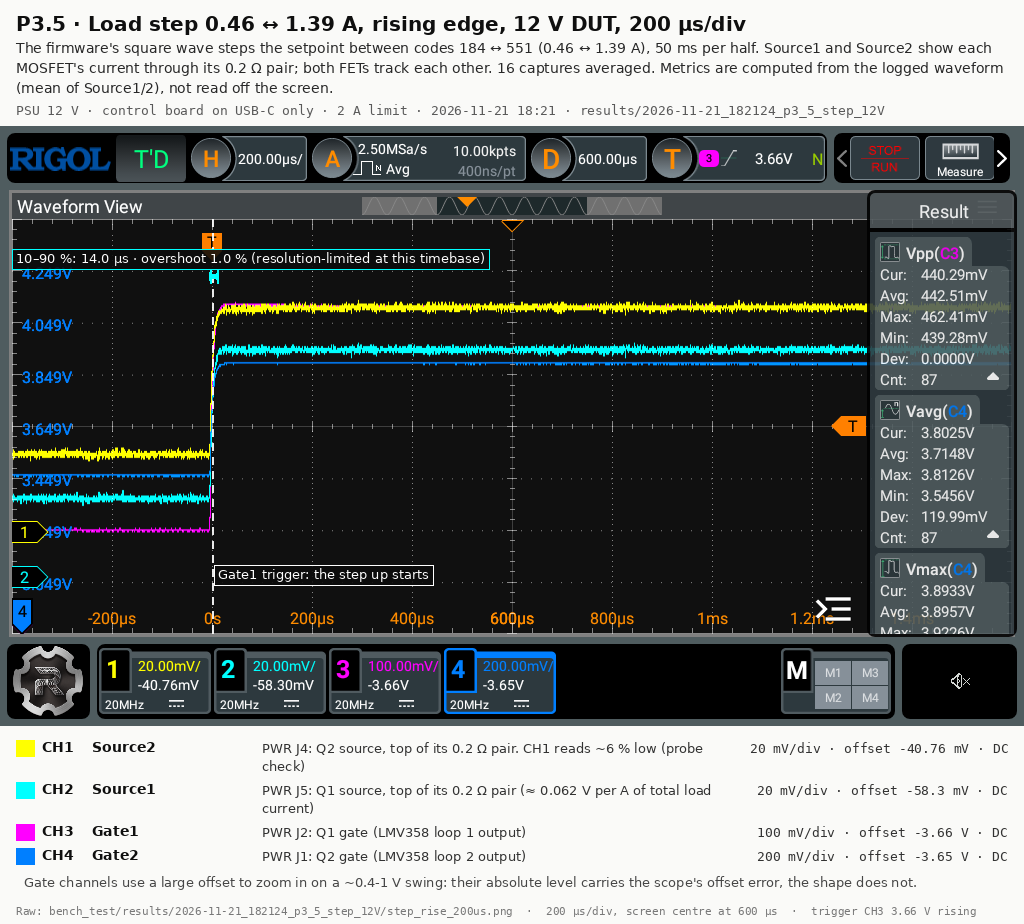 P3.5 · Load step 0.46 ↔ 1.39 A, rising edge, 12 V DUT, 200 µs/div
The firmware's square wave steps the setpoint between codes 184 ↔ 551 (0.46 ↔ 1.39 A), 50 ms per half. Source1 and Source2 show each
MOSFET's current through its 0.2 Ω pair; both FETs track each other. 16 captures averaged. Metrics are computed from the logged waveform
(mean of Source1/2), not read off the screen.
PSU 12 V · control board on USB-C only · 2 A limit · 2026-11-21 18:21 · results/2026-11-21_182124_p3_5_step_12V
RIGOL T'D H 200.00µs/ A 2.50MSa/s 10.00kpts D 600.00µs T 3 3.66V N STOP RUN Measure
N Avg 400ns/pt
Waveform View
Result
T
10–90 %: 14.0 µs · overshoot 1.0 % (resolution-limited at this timebase)
4.249V
4.049V
3.849V
3.649V
3.449V
T
1
2
4
Gate1 trigger: the step up starts
-200µs 0s 200µs 400µs 600µs 800µs 1ms 1.2ms
Vpp(C3)
Cur: 440.29mV
Avg: 442.51mV
Max: 462.41mV
Min: 439.28mV
Dev: 0.0000V
Cnt: 87
Vavg(C4)
Cur: 3.8025V
Avg: 3.7148V
Max: 3.8126V
Min: 3.5456V
Dev: 119.99mV
Cnt: 87
Vmax(C4)
Cur: 3.8933V
Avg: 3.8957V
Max: 3.9226V
1 20.00mV/ 2 20.00mV/ 3 100.00mV/ 4 200.00mV/ M M1 M3
-40.76mV -58.30mV -3.66V -3.65V M2 M4
20MHz 20MHz 20MHz 20MHz
CH1 Source2 PWR J4: Q2 source, top of its 0.2 Ω pair. CH1 reads ~6 % low (probe 20 mV/div · offset -40.76 mV · DC
check)
CH2 Source1 PWR J5: Q1 source, top of its 0.2 Ω pair (≈ 0.062 V per A of total load 20 mV/div · offset -58.3 mV · DC
current)
CH3 Gate1 PWR J2: Q1 gate (LMV358 loop 1 output) 100 mV/div · offset -3.66 V · DC
CH4 Gate2 PWR J1: Q2 gate (LMV358 loop 2 output) 200 mV/div · offset -3.65 V · DC
Gate channels use a large offset to zoom in on a ~0.4-1 V swing: their absolute level carries the scope's offset error, the shape does not.
Raw: bench_test/results/2026-11-21_182124_p3_5_step_12V/step_rise_200us.png · 200 µs/div, screen centre at 600 µs · trigger CH3 3.66 V rising